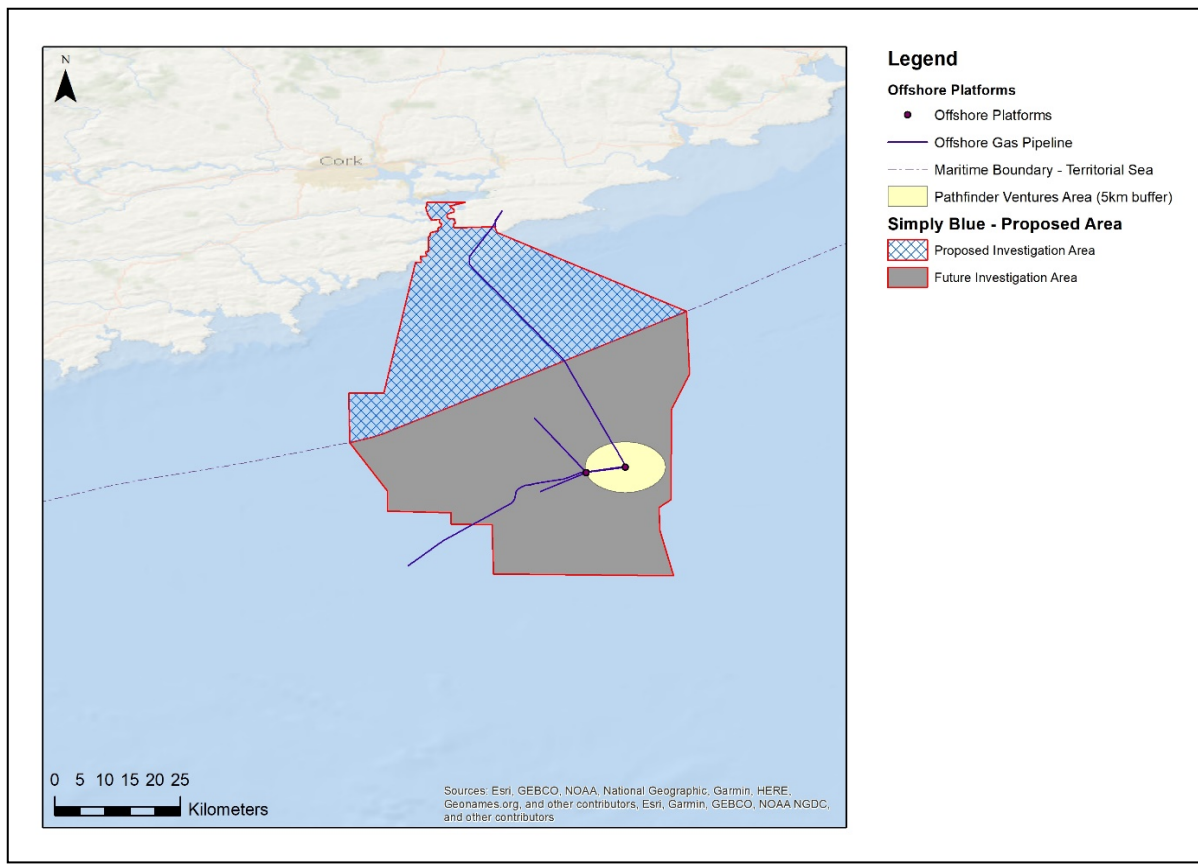 N
Cork
0 5 10 15 20 25
Kilometers
Sources: Esri, GEBCO, NOAA, National Geographic, Garmin, HERE,
Geonames.org, and other contributors, Esri, Garmin, GEBCO, NOAA NGDC,
and other contributors
Legend
Offshore Platforms
Offshore Platforms
Offshore Gas Pipeline
Maritime Boundary - Territorial Sea
Pathfinder Ventures Area (5km buffer)
Simply Blue - Proposed Area
Proposed Investigation Area
Future Investigation Area